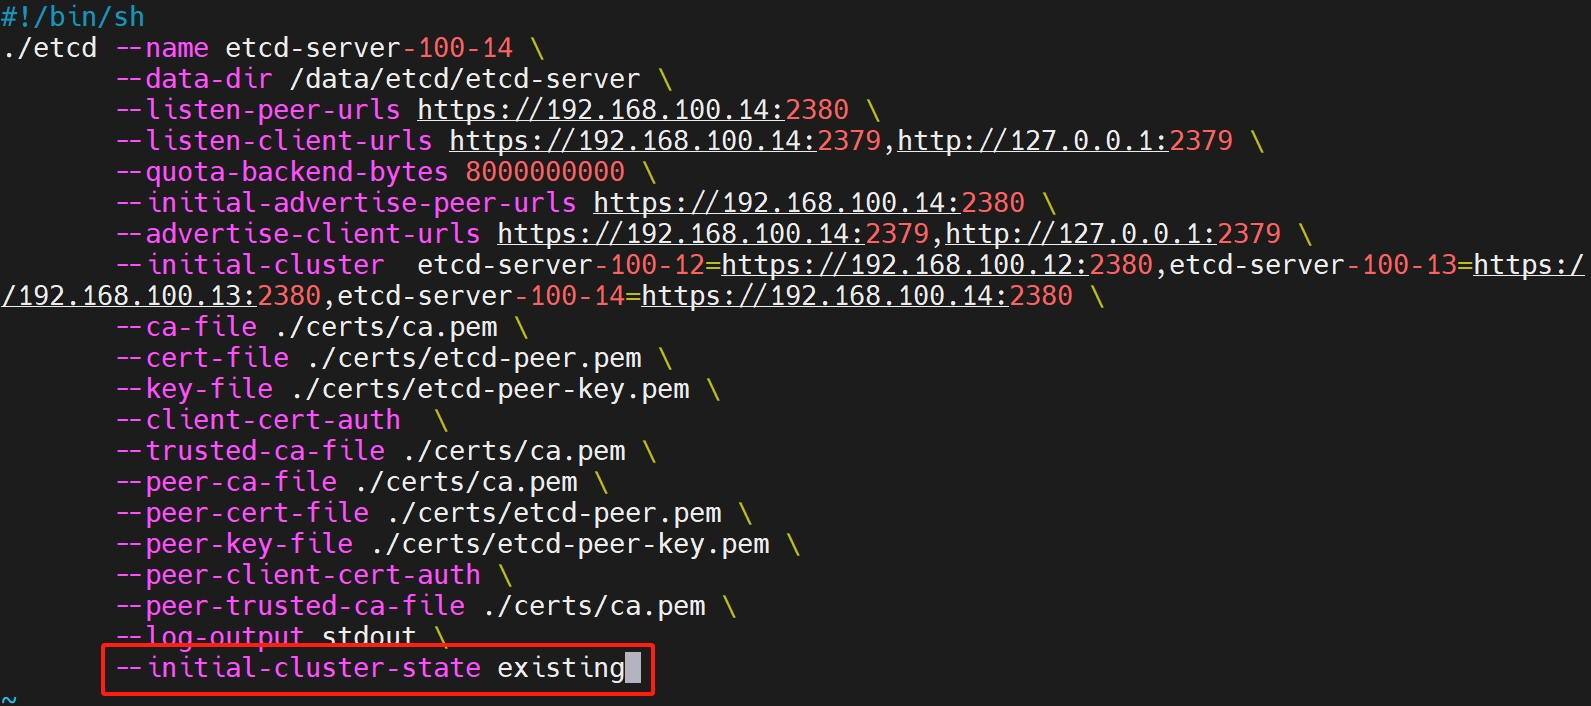 #!/bin/sh
./etcd --name etcd-server-100-14 \
--data-dir /data/etcd/etcd-server \
--listen-peer-urls https://192.168.100.14:2380 \
--listen-client-urls https://192.168.100.14:2379,http://127.0.0.1:2379 \
--quota-backend-bytes 8000000000 \
--initial-advertise-peer-urls https://192.168.100.14:2380 \
--advertise-client-urls https://192.168.100.14:2379,http://127.0.0.1:2379 \
--initial-cluster  etcd-server-100-12=https://192.168.100.12:2380,etcd-server-100-13=https:/
/192.168.100.13:2380,etcd-server-100-14=https://192.168.100.14:2380 \
--ca-file ./certs/ca.pem \
--cert-file ./certs/etcd-peer.pem \
--key-file ./certs/etcd-peer-key.pem \
--client-cert-auth  \
--trusted-ca-file ./certs/ca.pem \
--peer-ca-file ./certs/ca.pem \
--peer-cert-file ./certs/etcd-peer.pem \
--peer-key-file ./certs/etcd-peer-key.pem \
--peer-client-cert-auth \
--peer-trusted-ca-file ./certs/ca.pem \
--log-output stdout \
--initial-cluster-state existing
~